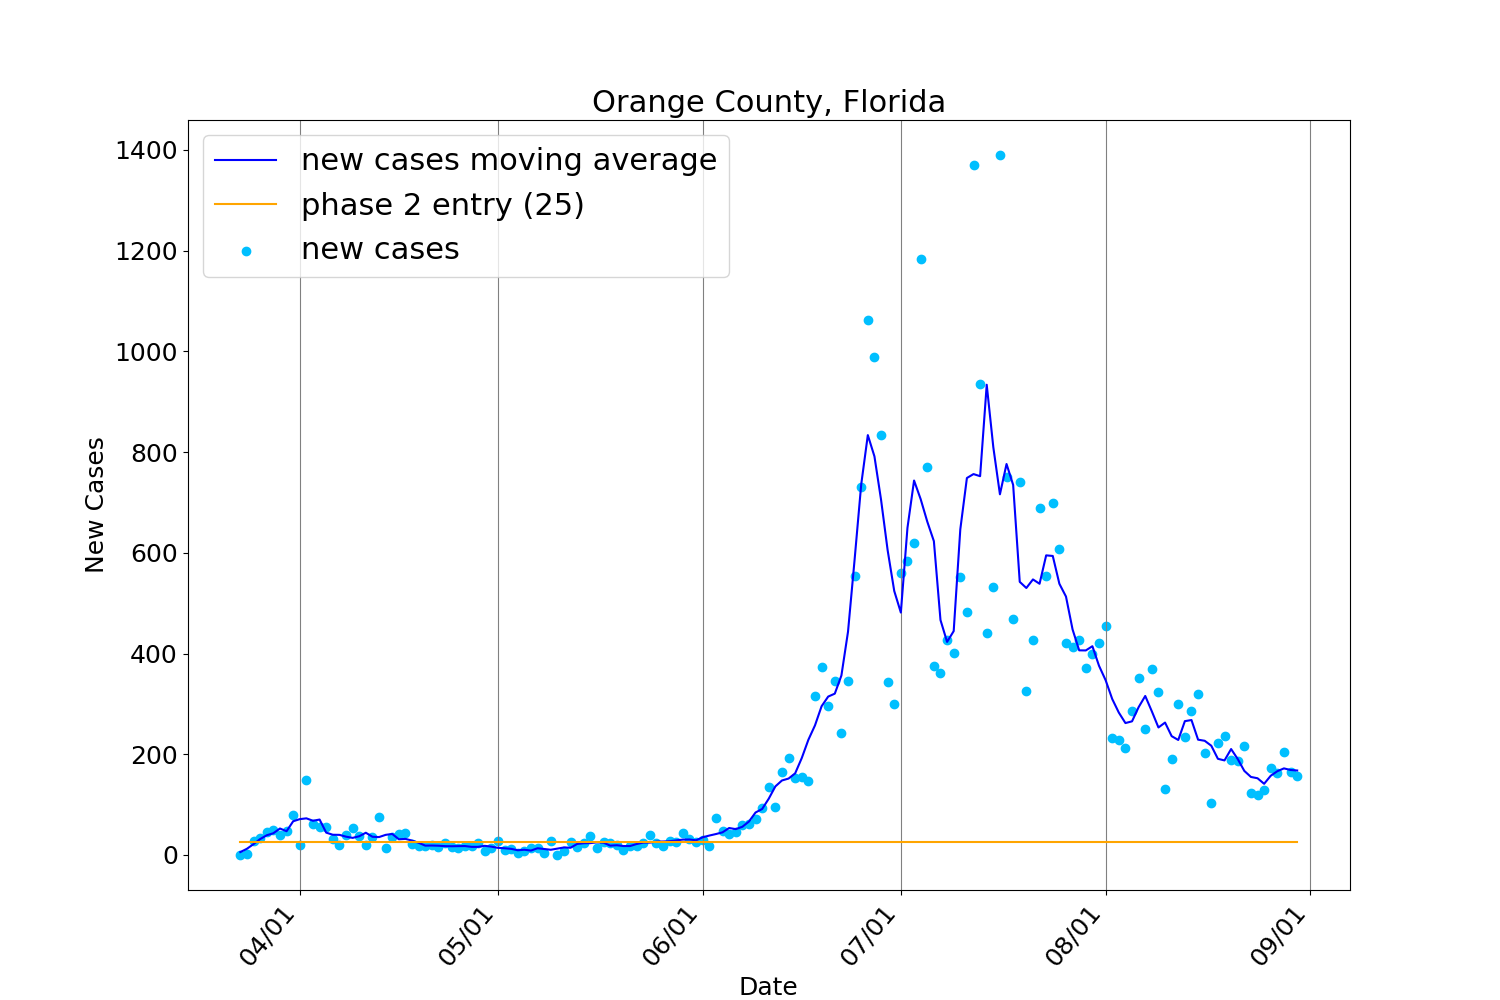 Orange County, Florida
new cases moving average
phase 2 entry (25)
new cases
1400
1200
1000
800
600
400
200
0
New Cases
04/01
05/01
06/01
07/01
08/01
09/01
Date